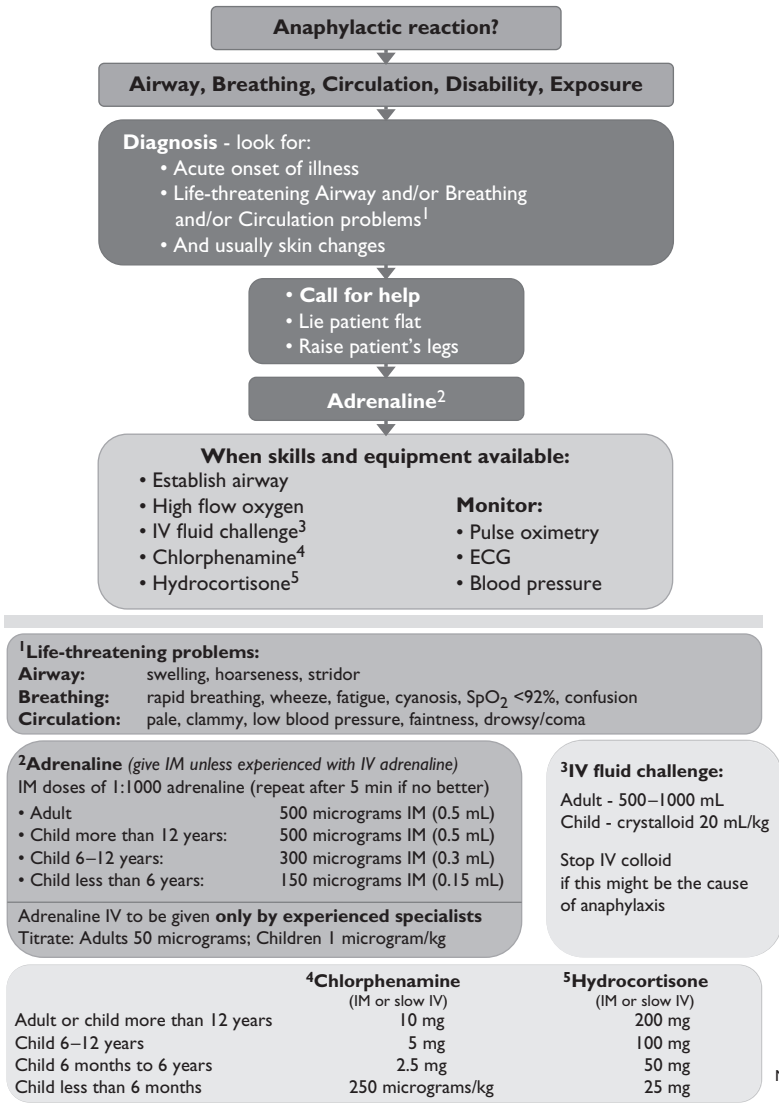 Anaphylactic reaction?
Airway, Breathing, Circulation, Disability, Exposure
Diagnosis - look for:
• Acute onset of illness
• Life-threatening Airway and/or Breathing
and/or Circulation problems1
• And usually skin changes
• Call for help
• Lie patient flat
• Raise patient's legs
Adrenaline2
When skills and equipment available:
• Establish airway
• High flow oxygen
• IV fluid challenge3
• Chlorphenamine4
• Hydrocortisone5
Monitor:
• Pulse oximetry
• ECG
• Blood pressure
1Life-threatening problems:
Airway: swelling, hoarseness, stridor
Breathing: rapid breathing, wheeze, fatigue, cyanosis, SpO2 <92%, confusion
Circulation: pale, clammy, low blood pressure, faintness, drowsy/coma
2Adrenaline (give IM unless experienced with IV adrenaline)
IM doses of 1:1000 adrenaline (repeat after 5 min if no better)
• Adult 500 micrograms IM (0.5 mL)
• Child more than 12 years: 500 micrograms IM (0.5 mL)
• Child 6–12 years: 300 micrograms IM (0.3 mL)
• Child less than 6 years: 150 micrograms IM (0.15 mL)
Adrenaline IV to be given only by experienced specialists
Titrate: Adults 50 micrograms; Children 1 microgram/kg
3IV fluid challenge:
Adult - 500–1000 mL
Child - crystalloid 20 mL/kg
Stop IV colloid
if this might be the cause
of anaphylaxis
4Chlorphenamine 5Hydrocortisone
(IM or slow IV) (IM or slow IV)
Adult or child more than 12 years 10 mg 200 mg
Child 6–12 years 5 mg 100 mg
Child 6 months to 6 years 2.5 mg 50 mg
Child less than 6 months 250 micrograms/kg 25 mg